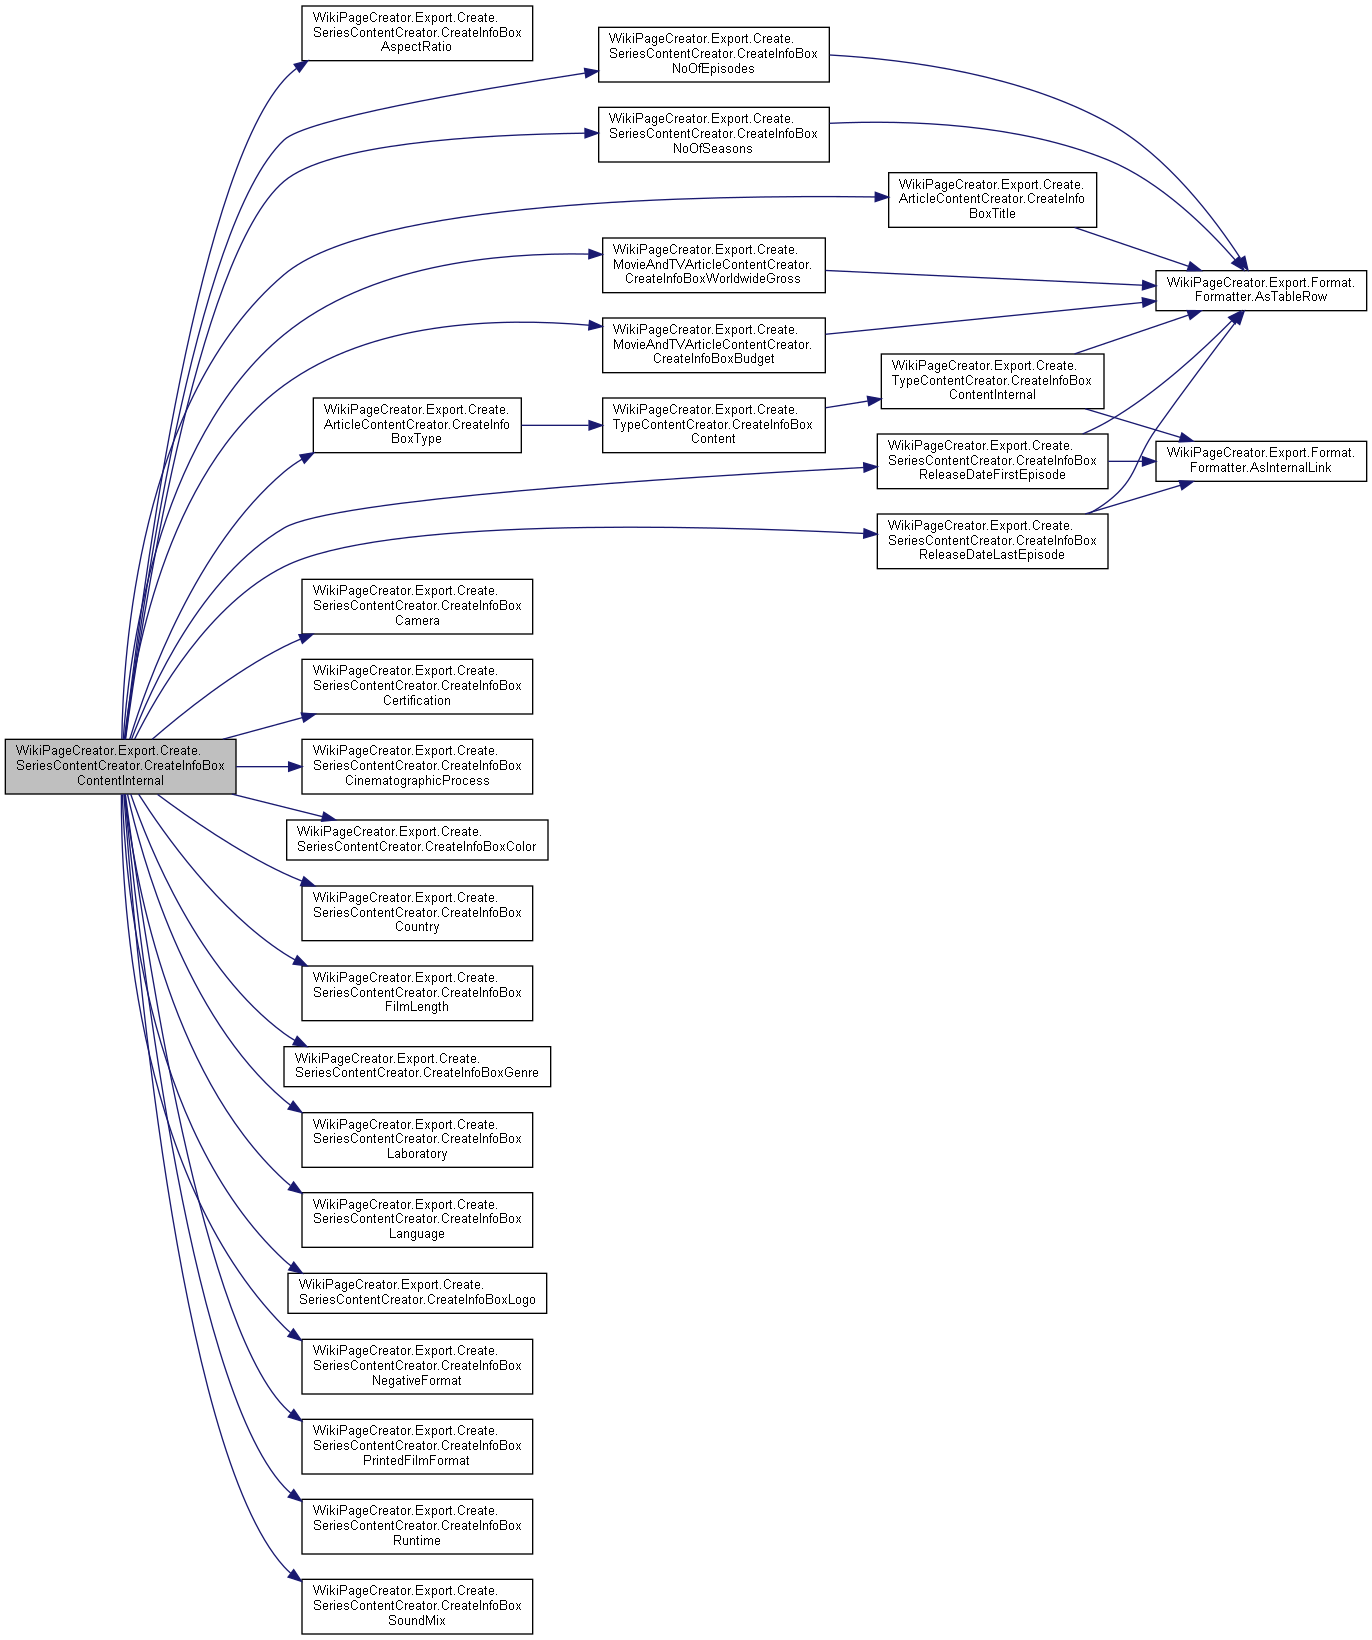 WikiPageCreator.Export.Create.
SeriesContentCreator.CreateInfoBox
AspectRatio
WikiPageCreator.Export.Create.
SeriesContentCreator.CreateInfoBox
NoOfEpisodes
WikiPageCreator.Export.Create.
SeriesContentCreator.CreateInfoBox
NoOfSeasons
WikiPageCreator.Export.Create.
ArticleContentCreator.CreateInfo
BoxTitle
WikiPageCreator.Export.Create.
MovieAndTVArticleContentCreator.
CreateInfoBoxWorldwideGross
WikiPageCreator.Export.Format.
Formatter.AsTableRow
WikiPageCreator.Export.Create.
MovieAndTVArticleContentCreator.
CreateInfoBoxBudget
WikiPageCreator.Export.Create.
TypeContentCreator.CreateInfoBox
ContentInternal
WikiPageCreator.Export.Create.
ArticleContentCreator.CreateInfo
BoxType
WikiPageCreator.Export.Create.
TypeContentCreator.CreateInfoBox
Content
WikiPageCreator.Export.Create.
SeriesContentCreator.CreateInfoBox
ReleaseDateFirstEpisode
WikiPageCreator.Export.Format.
Formatter.AsInternalLink
WikiPageCreator.Export.Create.
SeriesContentCreator.CreateInfoBox
ReleaseDateLastEpisode
WikiPageCreator.Export.Create.
SeriesContentCreator.CreateInfoBox
Camera
WikiPageCreator.Export.Create.
SeriesContentCreator.CreateInfoBox
Certification
WikiPageCreator.Export.Create.
SeriesContentCreator.CreateInfoBox
ContentInternal
WikiPageCreator.Export.Create.
SeriesContentCreator.CreateInfoBox
CinematographicProcess
WikiPageCreator.Export.Create.
SeriesContentCreator.CreateInfoBoxColor
WikiPageCreator.Export.Create.
SeriesContentCreator.CreateInfoBox
Country
WikiPageCreator.Export.Create.
SeriesContentCreator.CreateInfoBox
FilmLength
WikiPageCreator.Export.Create.
SeriesContentCreator.CreateInfoBoxGenre
WikiPageCreator.Export.Create.
SeriesContentCreator.CreateInfoBox
Laboratory
WikiPageCreator.Export.Create.
SeriesContentCreator.CreateInfoBox
Language
WikiPageCreator.Export.Create.
SeriesContentCreator.CreateInfoBoxLogo
WikiPageCreator.Export.Create.
SeriesContentCreator.CreateInfoBox
NegativeFormat
WikiPageCreator.Export.Create.
SeriesContentCreator.CreateInfoBox
PrintedFilmFormat
WikiPageCreator.Export.Create.
SeriesContentCreator.CreateInfoBox
Runtime
WikiPageCreator.Export.Create.
SeriesContentCreator.CreateInfoBox
SoundMix